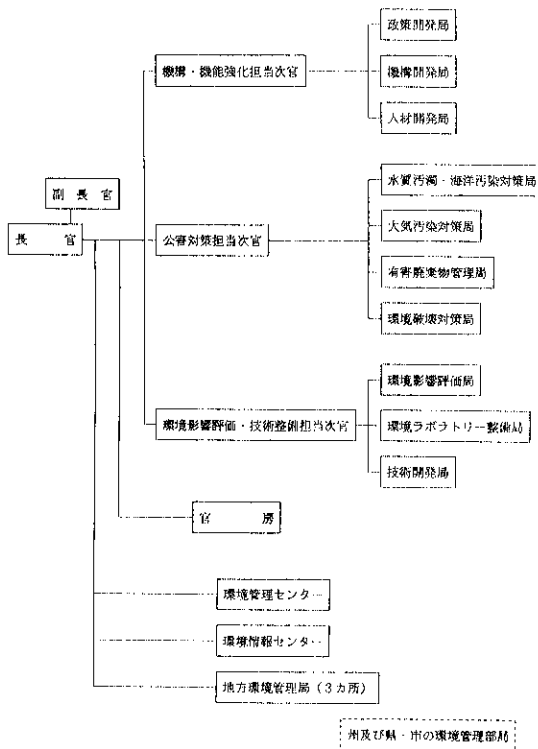 政策開発局
機構・機能強化担当次官
機構開発局
人材開発局
副長官
水質汚濁・海洋汚染対策局
大気汚染対策局
長官
公害対策担当次官
有害廃棄物管理局
環境破壊対策局
環境影響評価局
環境影響評価・技術整備担当次官
環境ラボラトリー整備局
技術開発局
官房
環境管理センター
環境情報センター
地方環境管理局（3カ所）
州及び県・市の環境管理部局